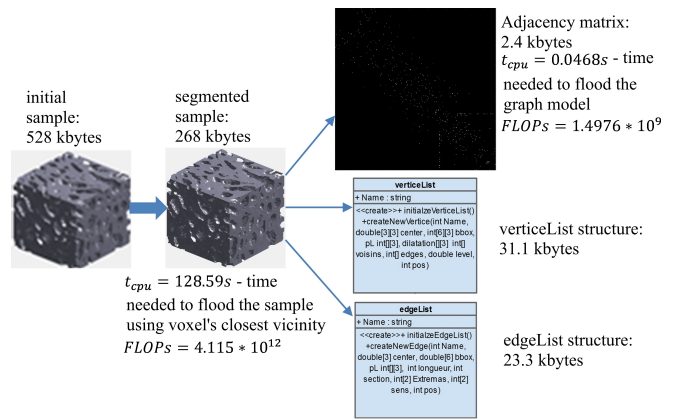 initial
sample:
528 kbytes
segmented
sample:
268 kbytes
t_cpu = 128.59s - time
needed to flood the sample
using voxel's closest vicinity
FLOPs = 4.115 * 10^12
Adjacency matrix:
2.4 kbytes
t_cpu = 0.0468s - time
needed to flood the
graph model
FLOPs = 1.4976 * 10^9
verticeList
+ Name : string
<<create>>+ initialzeVerticeList()
+createNewVertice(int Name,
double[3][3] center, int[6][3] bbox,
pL int[][3], dilatation[][3] int[]
voisins, int[] edges, double level,
int pos)
verticeList structure:
31.1 kbytes
edgeList
+ Name : string
<<create>>+ initialzeEdgeList()
+createNewEdge(int Name,
double[3] center, double[6] bbox,
pL int[][3], int longueur, int
section, int[2] Extremas, int[2]
sens, int pos)
edgeList structure:
23.3 kbytes